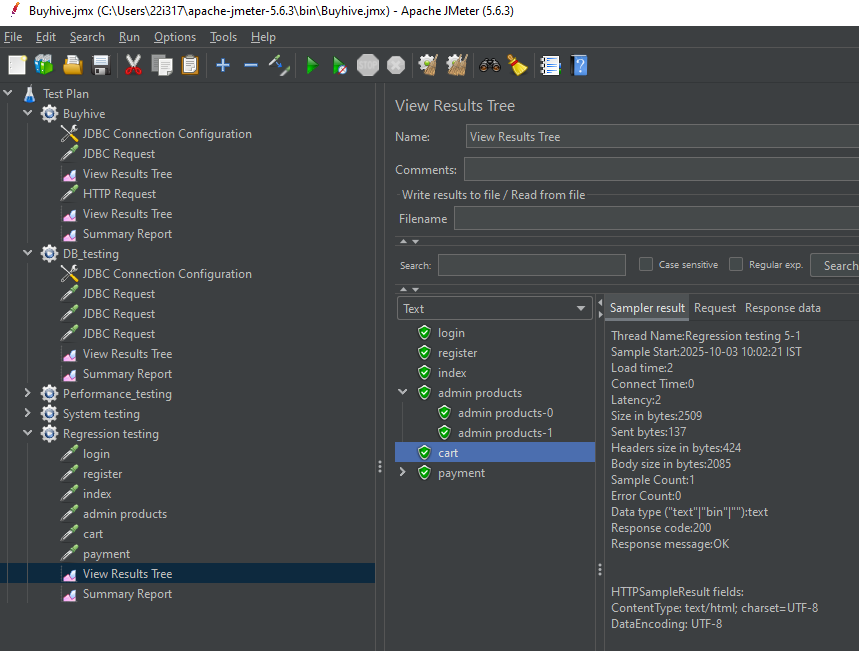 Buyhive.jmx (C:\Users\22i317\apache-jmeter-5.6.3\bin\Buyhive.jmx) - Apache JMeter (5.6.3)
File Edit Search Run Options Tools Help
STOP
?
Test Plan
Buyhive
JDBC Connection Configuration
JDBC Request
View Results Tree
HTTP Request
View Results Tree
Summary Report
DB_testing
JDBC Connection Configuration
JDBC Request
JDBC Request
JDBC Request
View Results Tree
Summary Report
Performance_testing
System testing
Regression testing
login
register
index
admin products
cart
payment
View Results Tree
Summary Report
View Results Tree
Name: View Results Tree
Comments:
Write results to file / Read from file
Filename
Search: Case sensitive Regular exp. Search
Text
login
register
index
admin products
admin products-0
admin products-1
cart
payment
Sampler result Request Response data
Thread Name:Regression testing 5-1
Sample Start:2025-10-03 10:02:21 IST
Load time:2
Connect Time:0
Latency:2
Size in bytes:2509
Sent bytes:137
Headers size in bytes:424
Body size in bytes:2085
Sample Count:1
Error Count:0
Data type ("text"|"bin"|""):text
Response code:200
Response message:OK
HTTPSampleResult fields:
ContentType: text/html; charset=UTF-8
DataEncoding: UTF-8